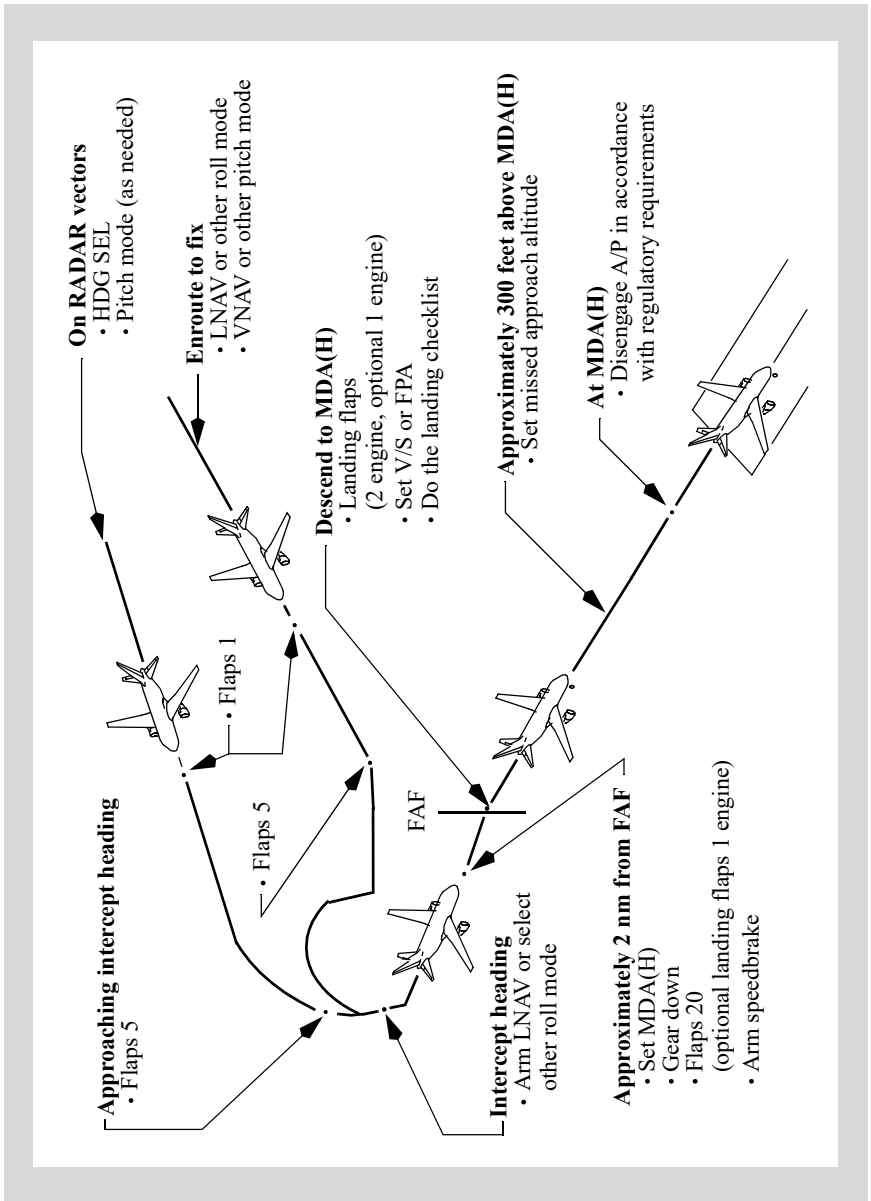 On RADAR vectors
• HDG SEL
• Pitch mode (as needed)
Enroute to fix
• LNAV or other roll mode
• VNAV or other pitch mode
• Flaps 1
Approaching intercept heading
• Flaps 5
• Flaps 5
Descend to MDA(H)
• Landing flaps
(2 engine, optional 1 engine)
• Set V/S or FPA
• Do the landing checklist
FAF
Intercept heading
• Arm LNAV or select
other roll mode
Approximately 300 feet above MDA(H)
• Set missed approach altitude
At MDA(H)
• Disengage A/P in accordance
with regulatory requirements
Approximately 2 nm from FAF
• Set MDA(H)
• Gear down
• Flaps 20
(optional landing flaps 1 engine)
• Arm speedbrake